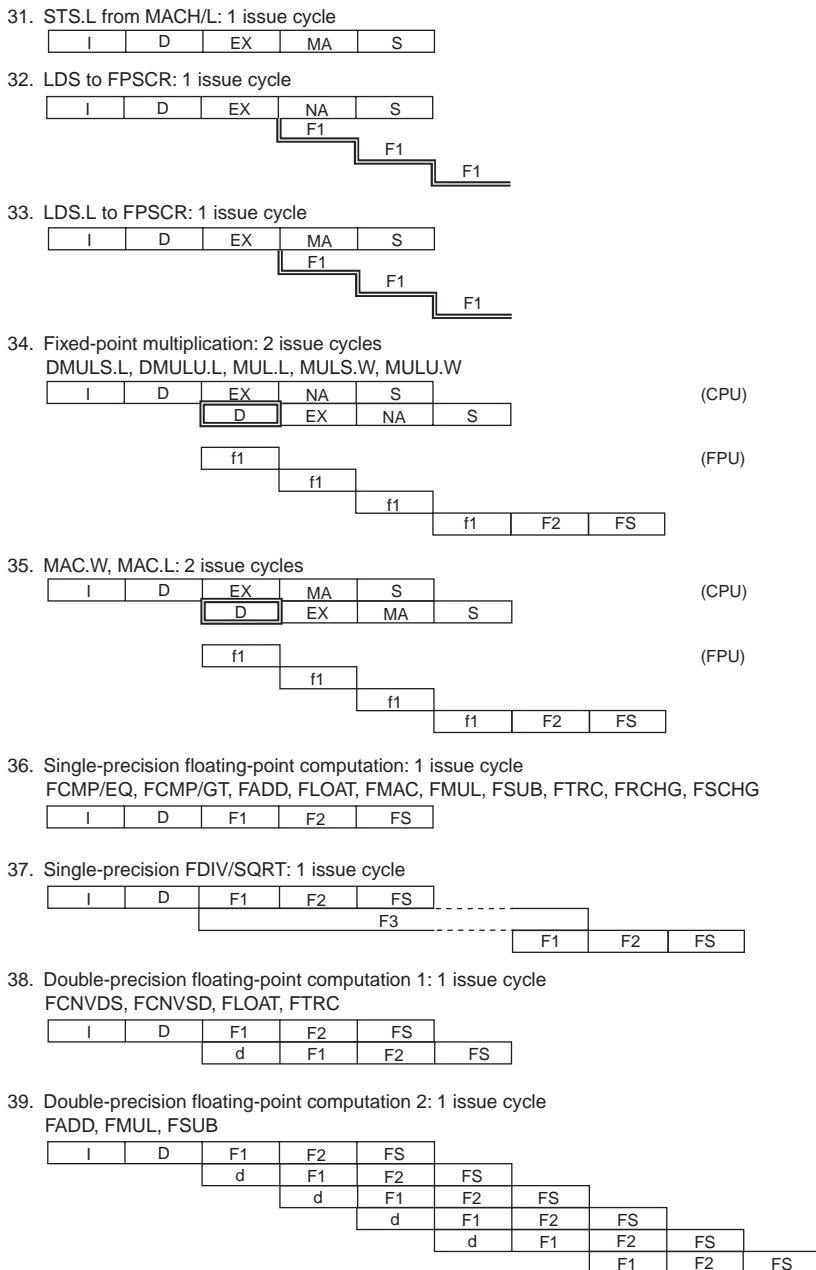 31. STS.L from MACH/L: 1 issue cycle
I D EX MA S
32. LDS to FPSCR: 1 issue cycle
I D EX NA S
F1
F1
F1
33. LDS.L to FPSCR: 1 issue cycle
I D EX MA S
F1
F1
F1
34. Fixed-point multiplication: 2 issue cycles
DMULS.L, DMULU.L, MUL.L, MULS.W, MULU.W
I D EX NA S (CPU)
D EX NA S
f1 (FPU)
f1
f1
f1 F2 FS
35. MAC.W, MAC.L: 2 issue cycles
I D EX MA S (CPU)
D EX MA S
f1 (FPU)
f1
f1
f1 F2 FS
36. Single-precision floating-point computation: 1 issue cycle
FCMP/EQ, FCMP/GT, FADD, FLOAT, FMAC, FMUL, FSUB, FTRC, FRCHG, FSCHG
I D F1 F2 FS
37. Single-precision FDIV/SQRT: 1 issue cycle
I D F1 F2 FS
F3
F1 F2 FS
38. Double-precision floating-point computation 1: 1 issue cycle
FCNVDS, FCNVSD, FLOAT, FTRC
I D F1 F2 FS
d F1 F2 FS
39. Double-precision floating-point computation 2: 1 issue cycle
FADD, FMUL, FSUB
I D F1 F2 FS
d F1 F2 FS
d F1 F2 FS
d F1 F2 FS
d F1 F2 FS
F1 F2 FS